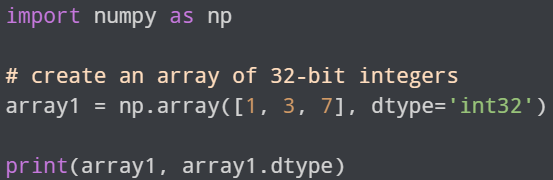 import numpy as np
# create an array of 32-bit integers
array1 = np.array([1, 3, 7], dtype='int32')
print(array1, array1.dtype)